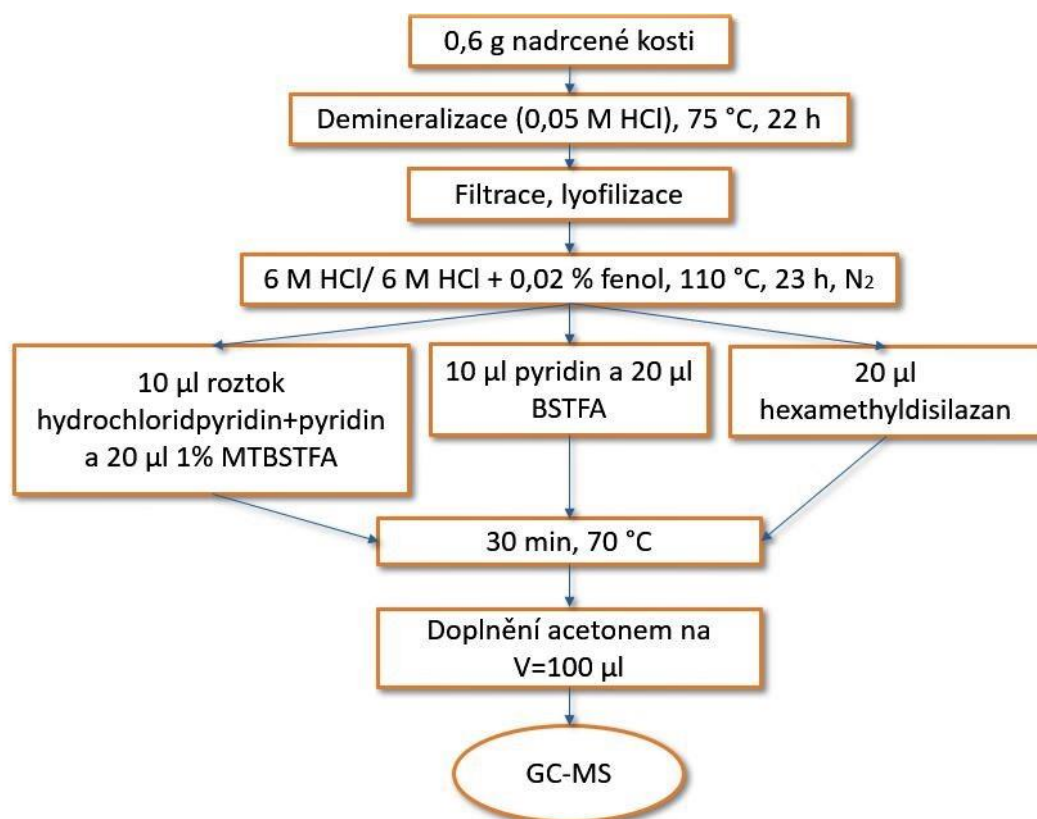 0,6 g nadrcené kosti
Demineralizace (0,05 M HCl), 75 °C, 22 h
Filtrace, lyofilizace
6 M HCl/ 6 M HCl + 0,02 % fenol, 110 °C, 23 h, N2
10 µl roztok
hydrochloridpyridin+pyridin
a 20 µl 1% MTBSTFA
10 µl pyridin a 20 µl
BSTFA
20 µl
hexamethyldisilazan
30 min, 70 °C
Doplnění acetonem na
V=100 µl
GC-MS